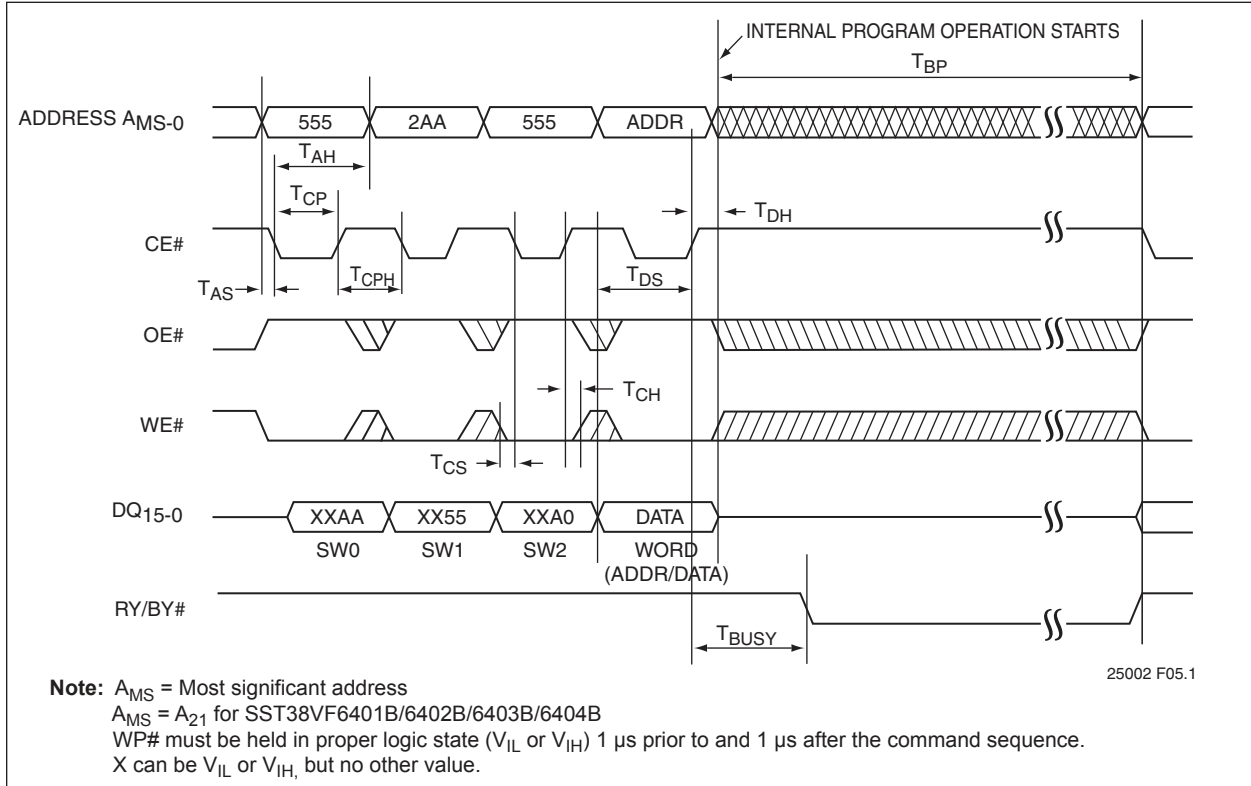 INTERNAL PROGRAM OPERATION STARTS
TBP
ADDRESS AMS-0
555 2AA 555 ADDR
TAH
TCP
TDH
CE#
TCPH
TDS
TAS
OE#
TCH
WE#
TCS
DQ15-0
XXAA XX55 XXA0 DATA
SW0 SW1 SW2 WORD
(ADDR/DATA)
RY/BY#
TBUSY
25002 F05.1
Note: AMS = Most significant address
AMS = A21 for SST38VF6401B/6402B/6403B/6404B
WP# must be held in proper logic state (VIL or VIH) 1 µs prior to and 1 µs after the command sequence.
X can be VIL or VIH, but no other value.